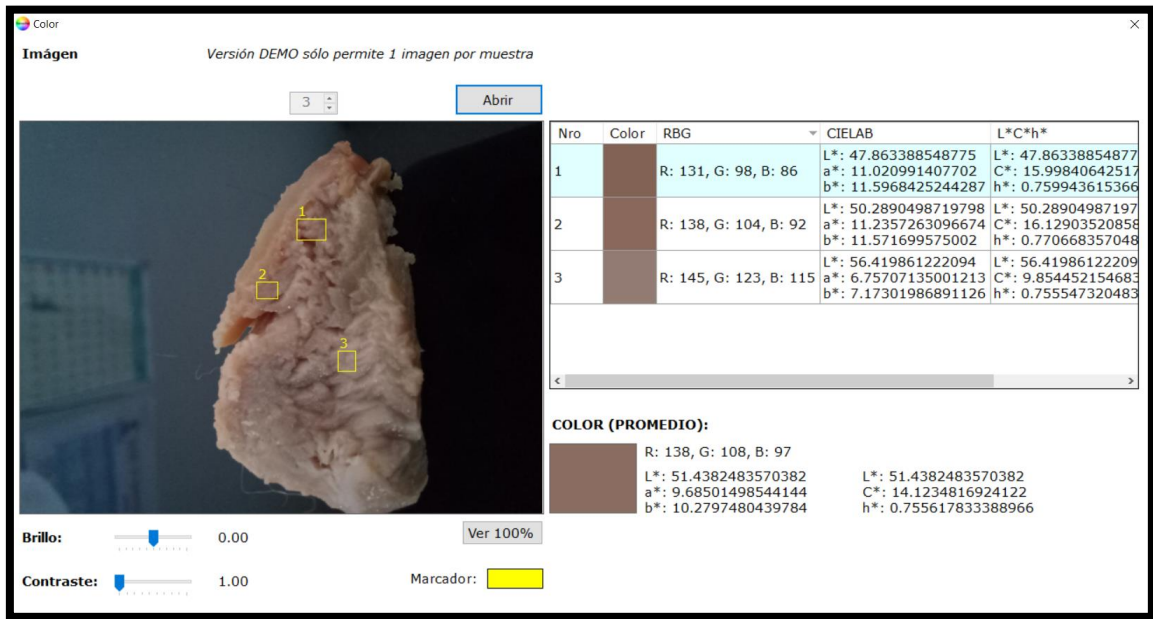 Color
Imágen
Versión DEMO sólo permite 1 imagen por muestra
3
Abrir
Nro Color RBG CIELAB L*C*h*
1 R: 131, G: 98, B: 86
L*: 47.863388548775 L*: 47.86338854877
a*: 11.020991407702 C*: 15.99840642517
b*: 11.5968425244287 h*: 0.759943615366
2 R: 138, G: 104, B: 92
L*: 50.2890498719798 L*: 50.28904987197
a*: 11.2357263096674 C*: 16.12903520858
b*: 11.571699575002 h*: 0.770668357048
3 R: 145, G: 123, B: 115
L*: 56.419861222094 L*: 56.41986122209
a*: 6.75707135001213 C*: 9.854452154683
b*: 7.17301986891126 h*: 0.755547320483
1
2
3
COLOR (PROMEDIO):
R: 138, G: 108, B: 97
L*: 51.4382483570382 L*: 51.4382483570382
a*: 9.68501498544144 C*: 14.1234816924122
b*: 10.2797480439784 h*: 0.755617833388966
Brillo: 0.00
Ver 100%
Contraste: 1.00
Marcador: